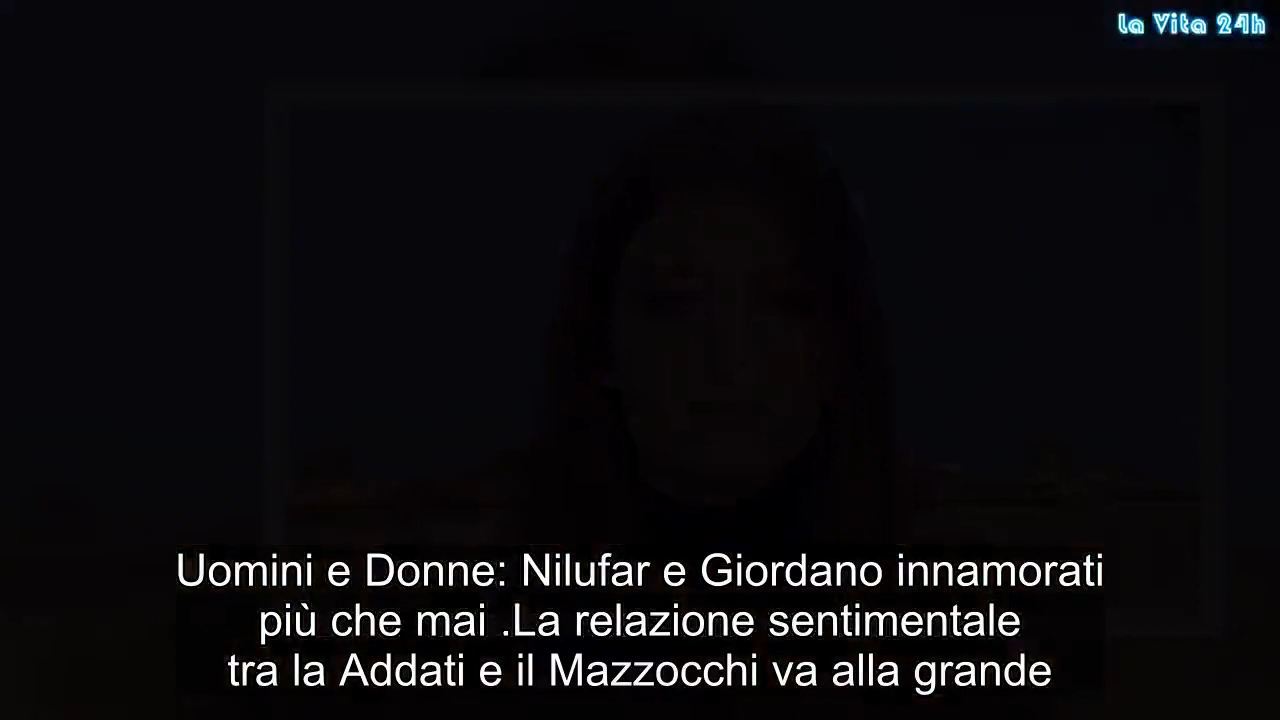 la Vita 24h
Uomini e Donne: Nilufar e Giordano innamorati
più che mai .La relazione sentimentale
tra la Addati e il Mazzocchi va alla grande